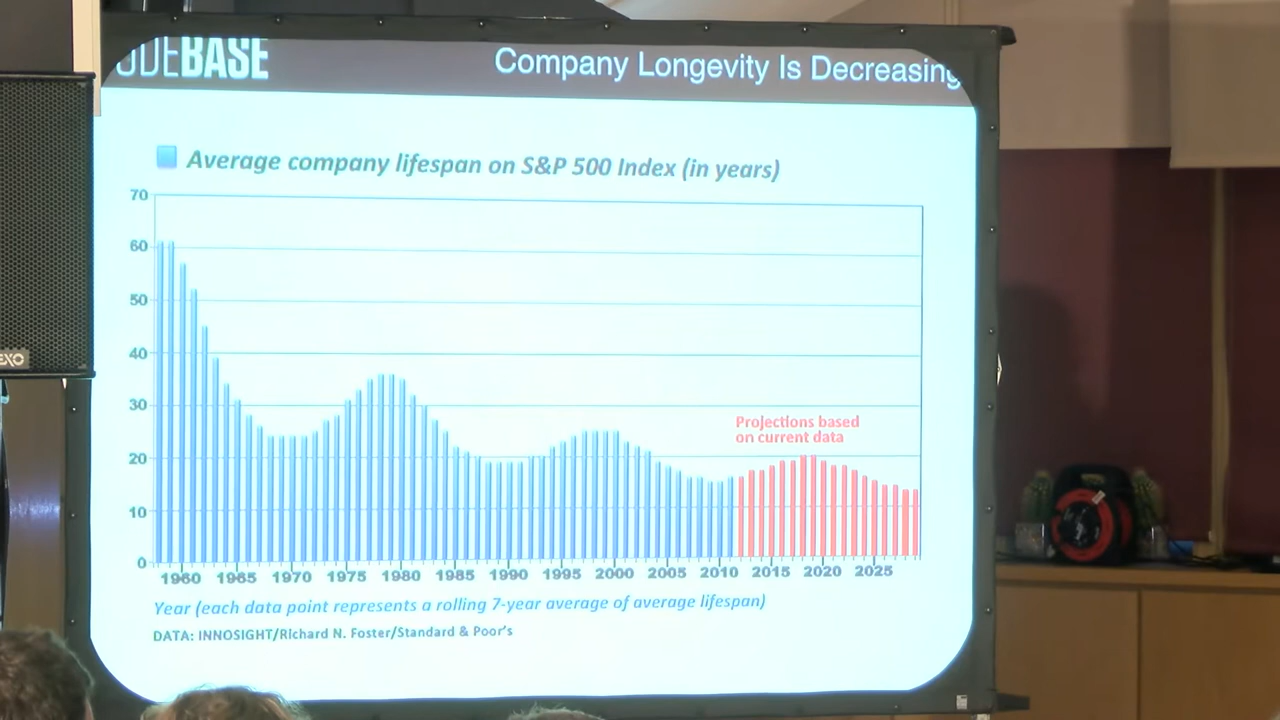 ODEBASE
Company Longevity Is Decreasing
Average company lifespan on S&P 500 Index (in years)
70
60
50
40
30
20
10
0
Projections based
on current data
1960 1965 1970 1975 1980 1985 1990 1995 2000 2005 2010 2015 2020 2025
Year (each data point represents a rolling 7-year average of average lifespan)
DATA: INNOSIGHT/Richard N. Foster/Standard & Poor's
EXO